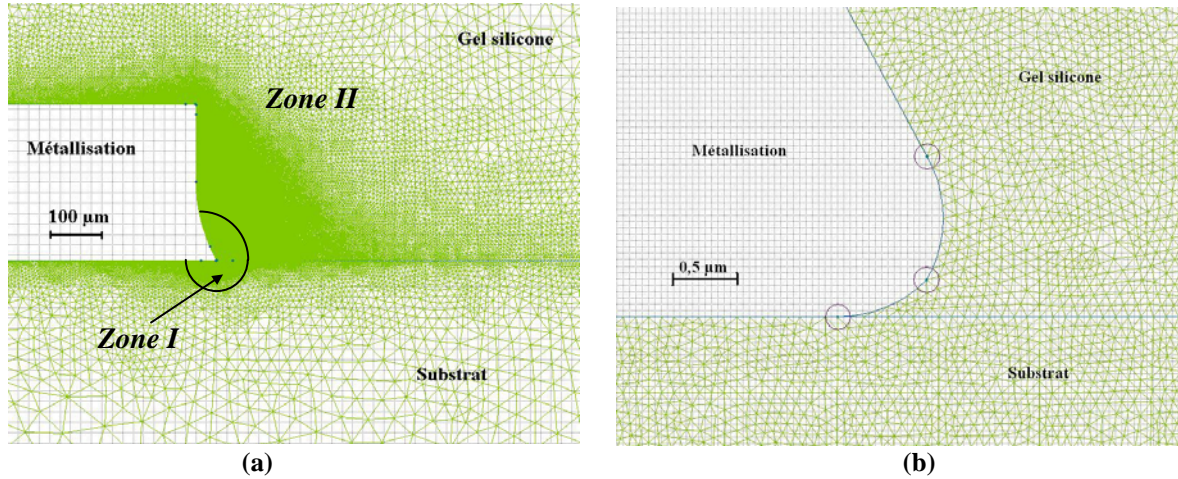 Gel silicone
Zone II
Métallisation
100 µm
Zone I
Substrat
(a)
Gel silicone
Métallisation
0,5 µm
Substrat
(b)